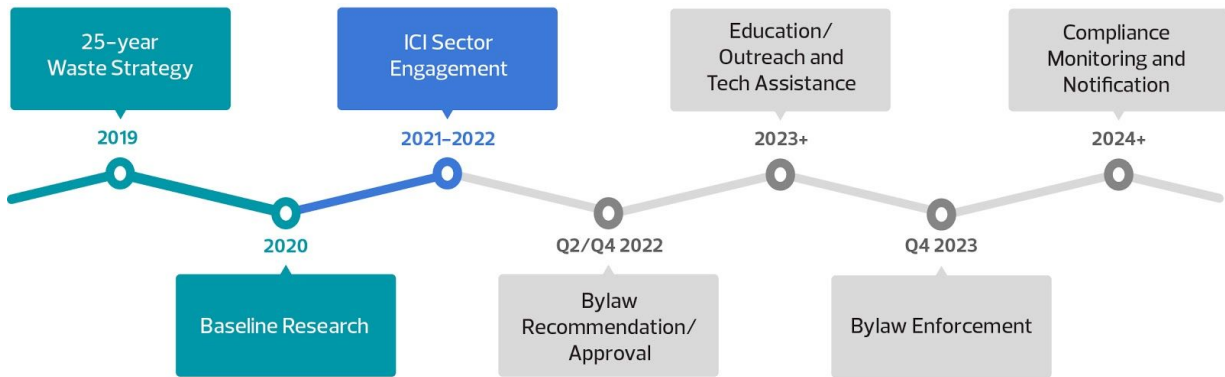 25-year
Waste Strategy
2019
2020
Baseline Research
ICI Sector
Engagement
2021-2022
Q2/Q4 2022
Bylaw
Recommendation/
Approval
Education/
Outreach and
Tech Assistance
2023+
Q4 2023
Bylaw Enforcement
Compliance
Monitoring and
Notification
2024+